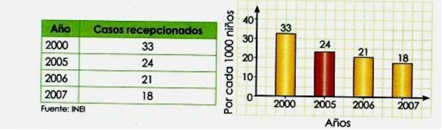 Año Casos recepcionados
2000 33
2005 24
2006 21
2007 18
Fuente: INEI
Por cada 1000 niños
40
30
20
10
0
33
24
21
18
2000 2005 2006 2007
Años